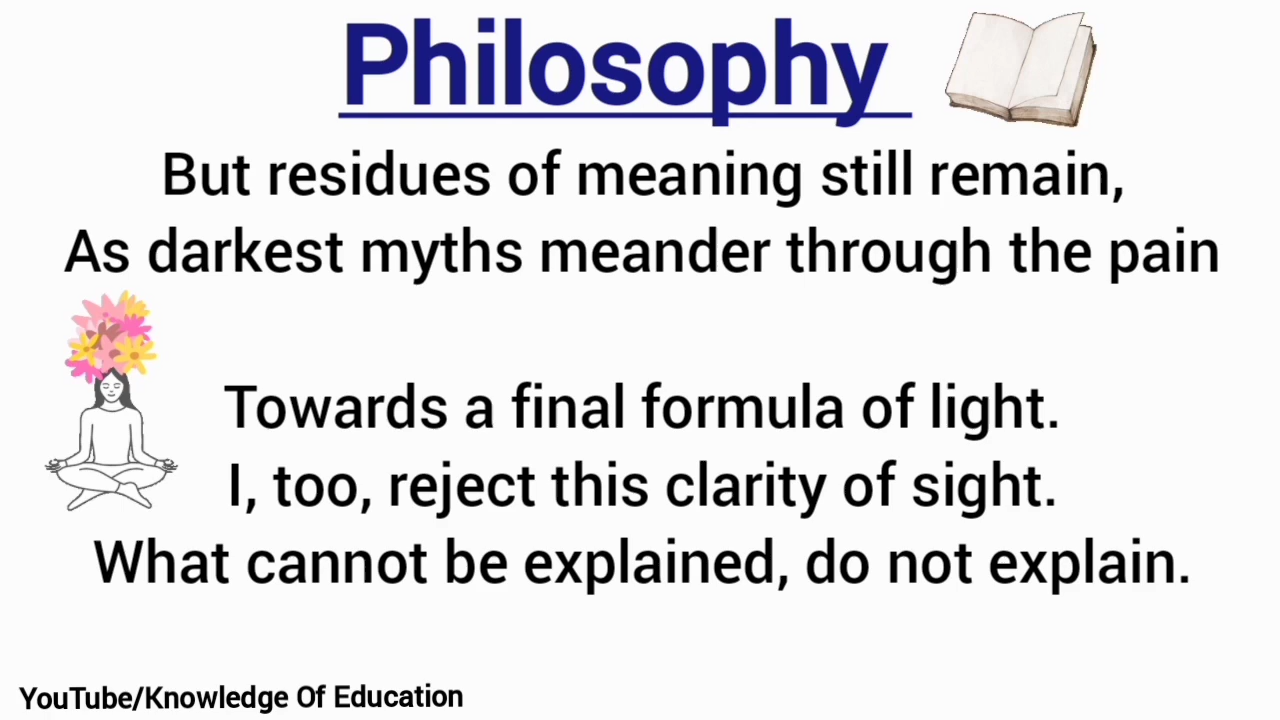 Philosophy
But residues of meaning still remain,
As darkest myths meander through the pain
Towards a final formula of light.
I, too, reject this clarity of sight.
What cannot be explained, do not explain.
YouTube/Knowledge Of Education